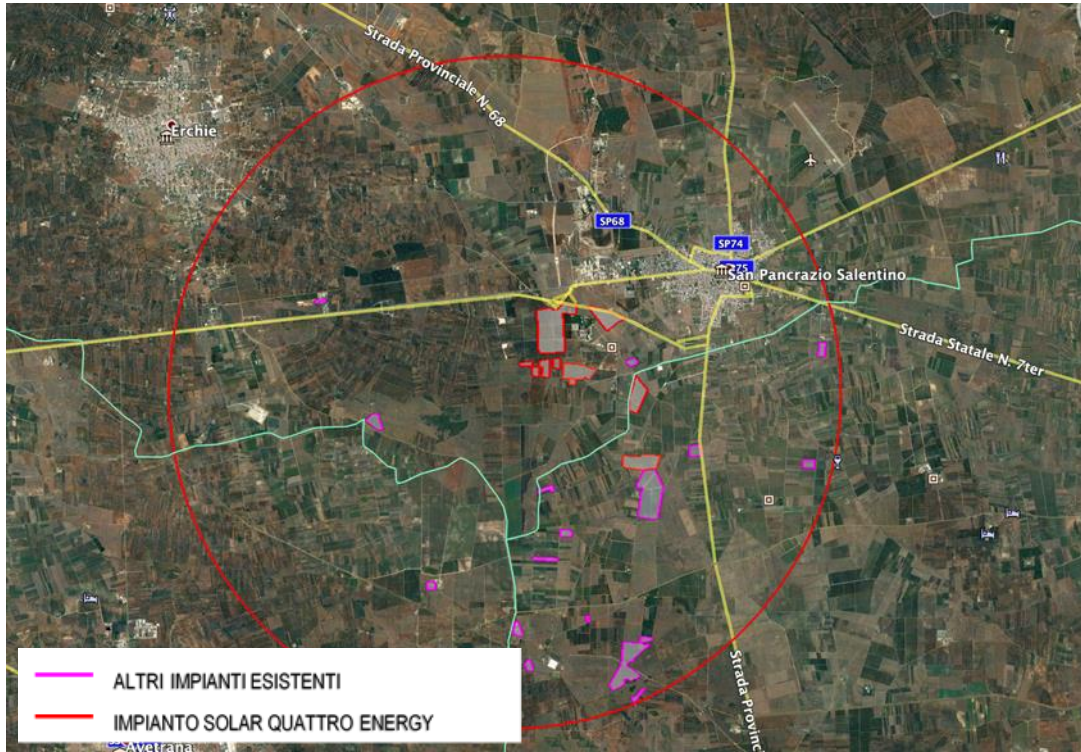 Strada Provinciale N. 68
Erchie
SP68
SP74
San Pancrazio Salentino
Strada Statale N. 7ter
Strada Provinc
ALTRI IMPIANTI ESISTENTI
IMPIANTO SOLAR QUATTRO ENERGY
Avetrana